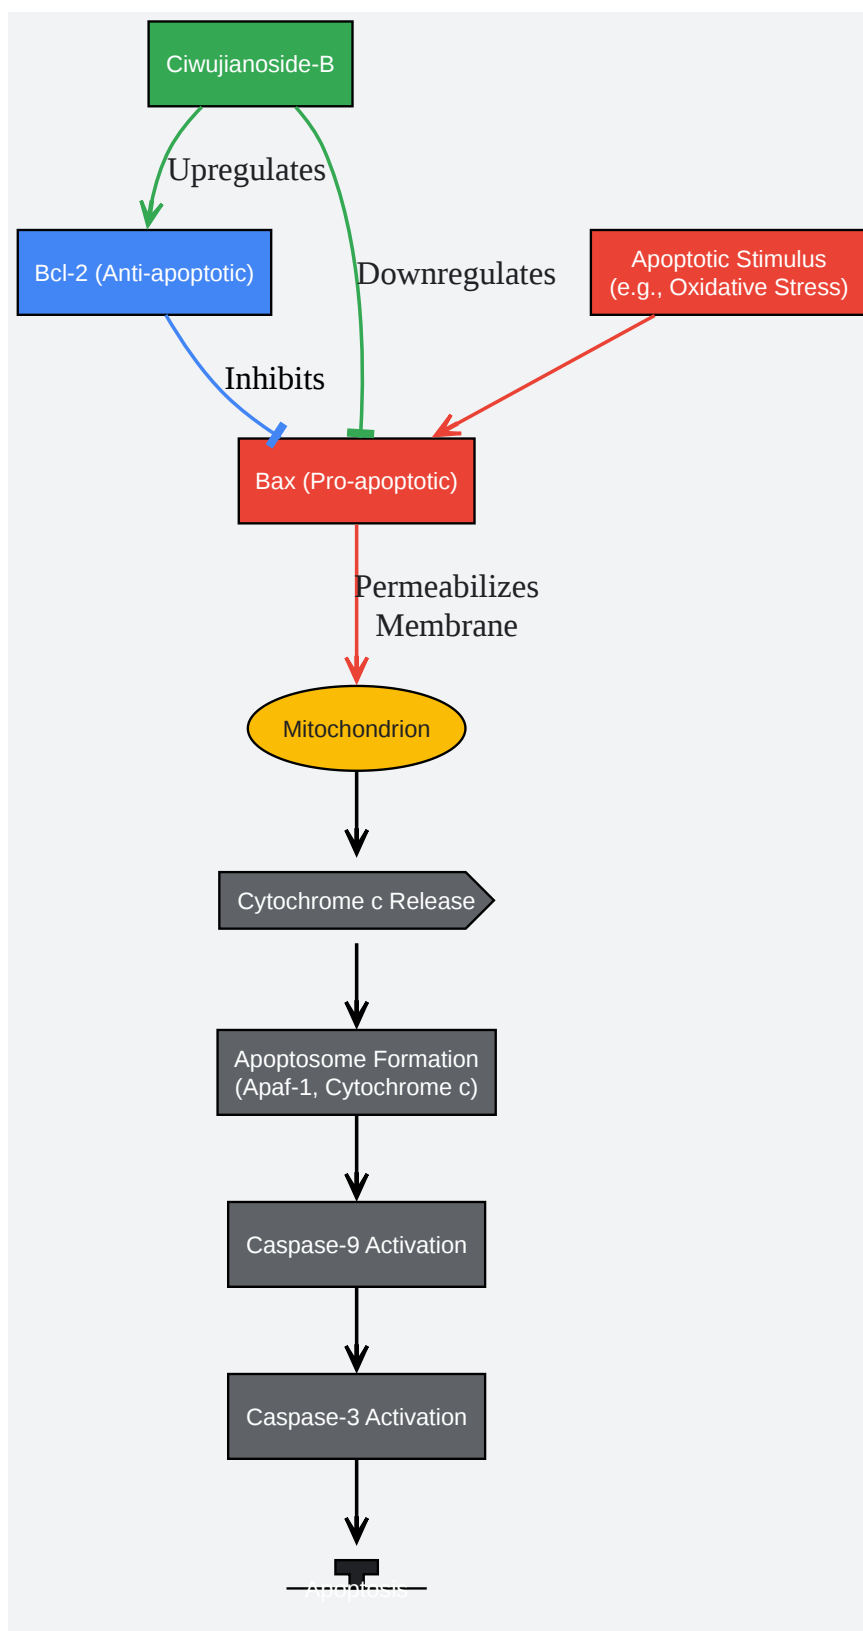 Ciwujianoside-B
Upregulates
Bcl-2 (Anti-apoptotic)
Downregulates
Apoptotic Stimulus
(e.g., Oxidative Stress)
Inhibits
Bax (Pro-apoptotic)
Permeabilizes
Membrane
Mitochondrion
Cytochrome c Release
Apoptosome Formation
(Apaf-1, Cytochrome c)
Caspase-9 Activation
Caspase-3 Activation
Apoptosis